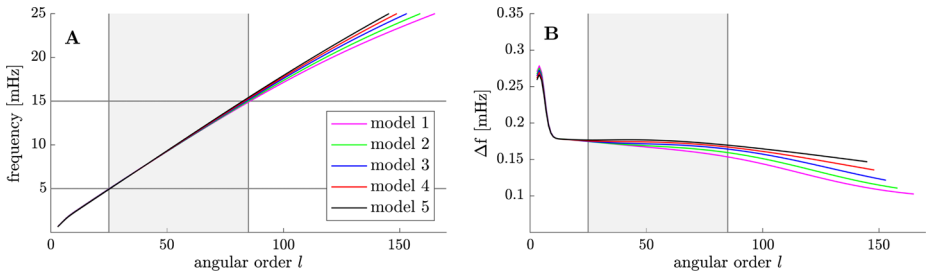 A
25
20
15
10
5
0
50
100
150
frequency [mHz]
angular order l
model 1
model 2
model 3
model 4
model 5
B
0.35
0.3
0.25
0.2
0.15
0.1
0
50
100
150
Δf [mHz]
angular order l